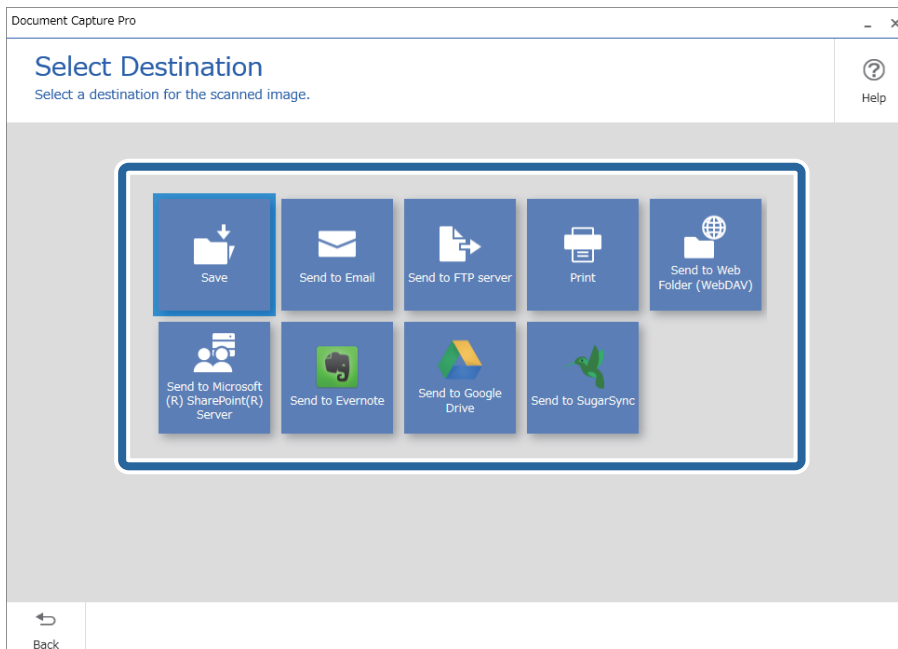 Document Capture Pro
Select Destination
Select a destination for the scanned image.
Help
Save
Send to Email
Send to FTP server
Print
Send to Web
Folder (WebDAV)
Send to Microsoft
(R) SharePoint(R)
Server
Send to Evernote
Send to Google
Drive
Send to SugarSync
Back